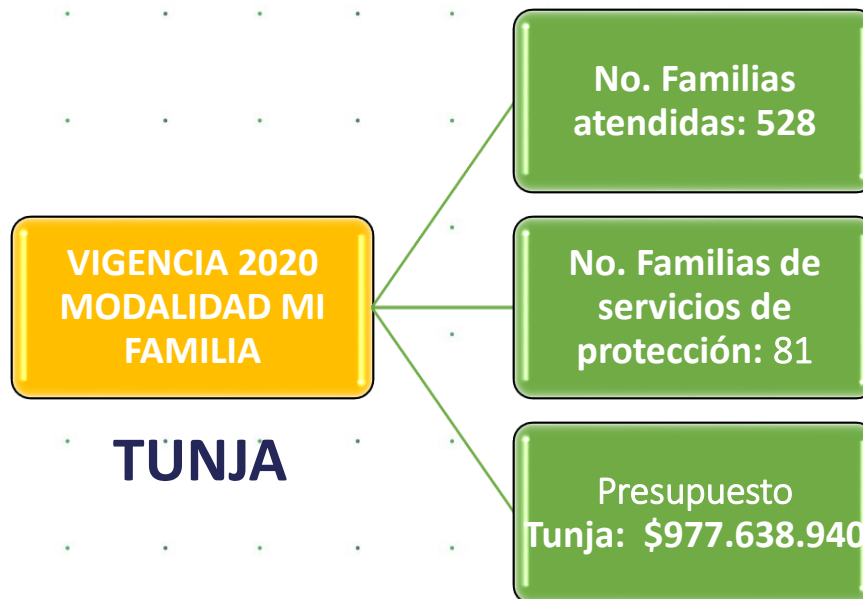 No. Familias
atendidas: 528
VIGENCIA 2020
MODALIDAD MI
FAMILIA
No. Familias de
servicios de
protección: 81
TUNJA
Presupuesto
Tunja: $977.638.940